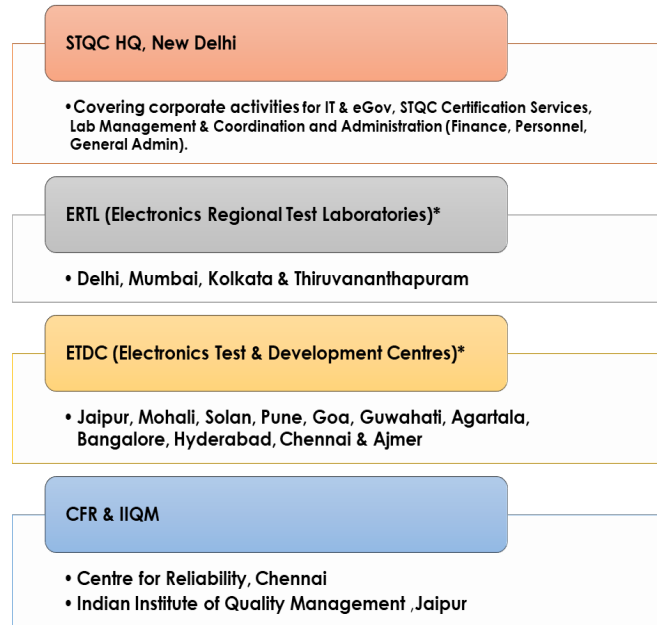 STQC HQ, New Delhi
•Covering corporate activities for IT & eGov, STQC Certification Services,
Lab Management & Coordination and Administration (Finance, Personnel,
General Admin).
ERTL (Electronics Regional Test Laboratories)*
• Delhi, Mumbai, Kolkata & Thiruvananthapuram
ETDC (Electronics Test & Development Centres)*
• Jaipur, Mohali, Solan, Pune, Goa, Guwahati, Agartala,
Bangalore, Hyderabad, Chennai & Ajmer
CFR & IIQM
• Centre for Reliability, Chennai
• Indian Institute of Quality Management ,Jaipur